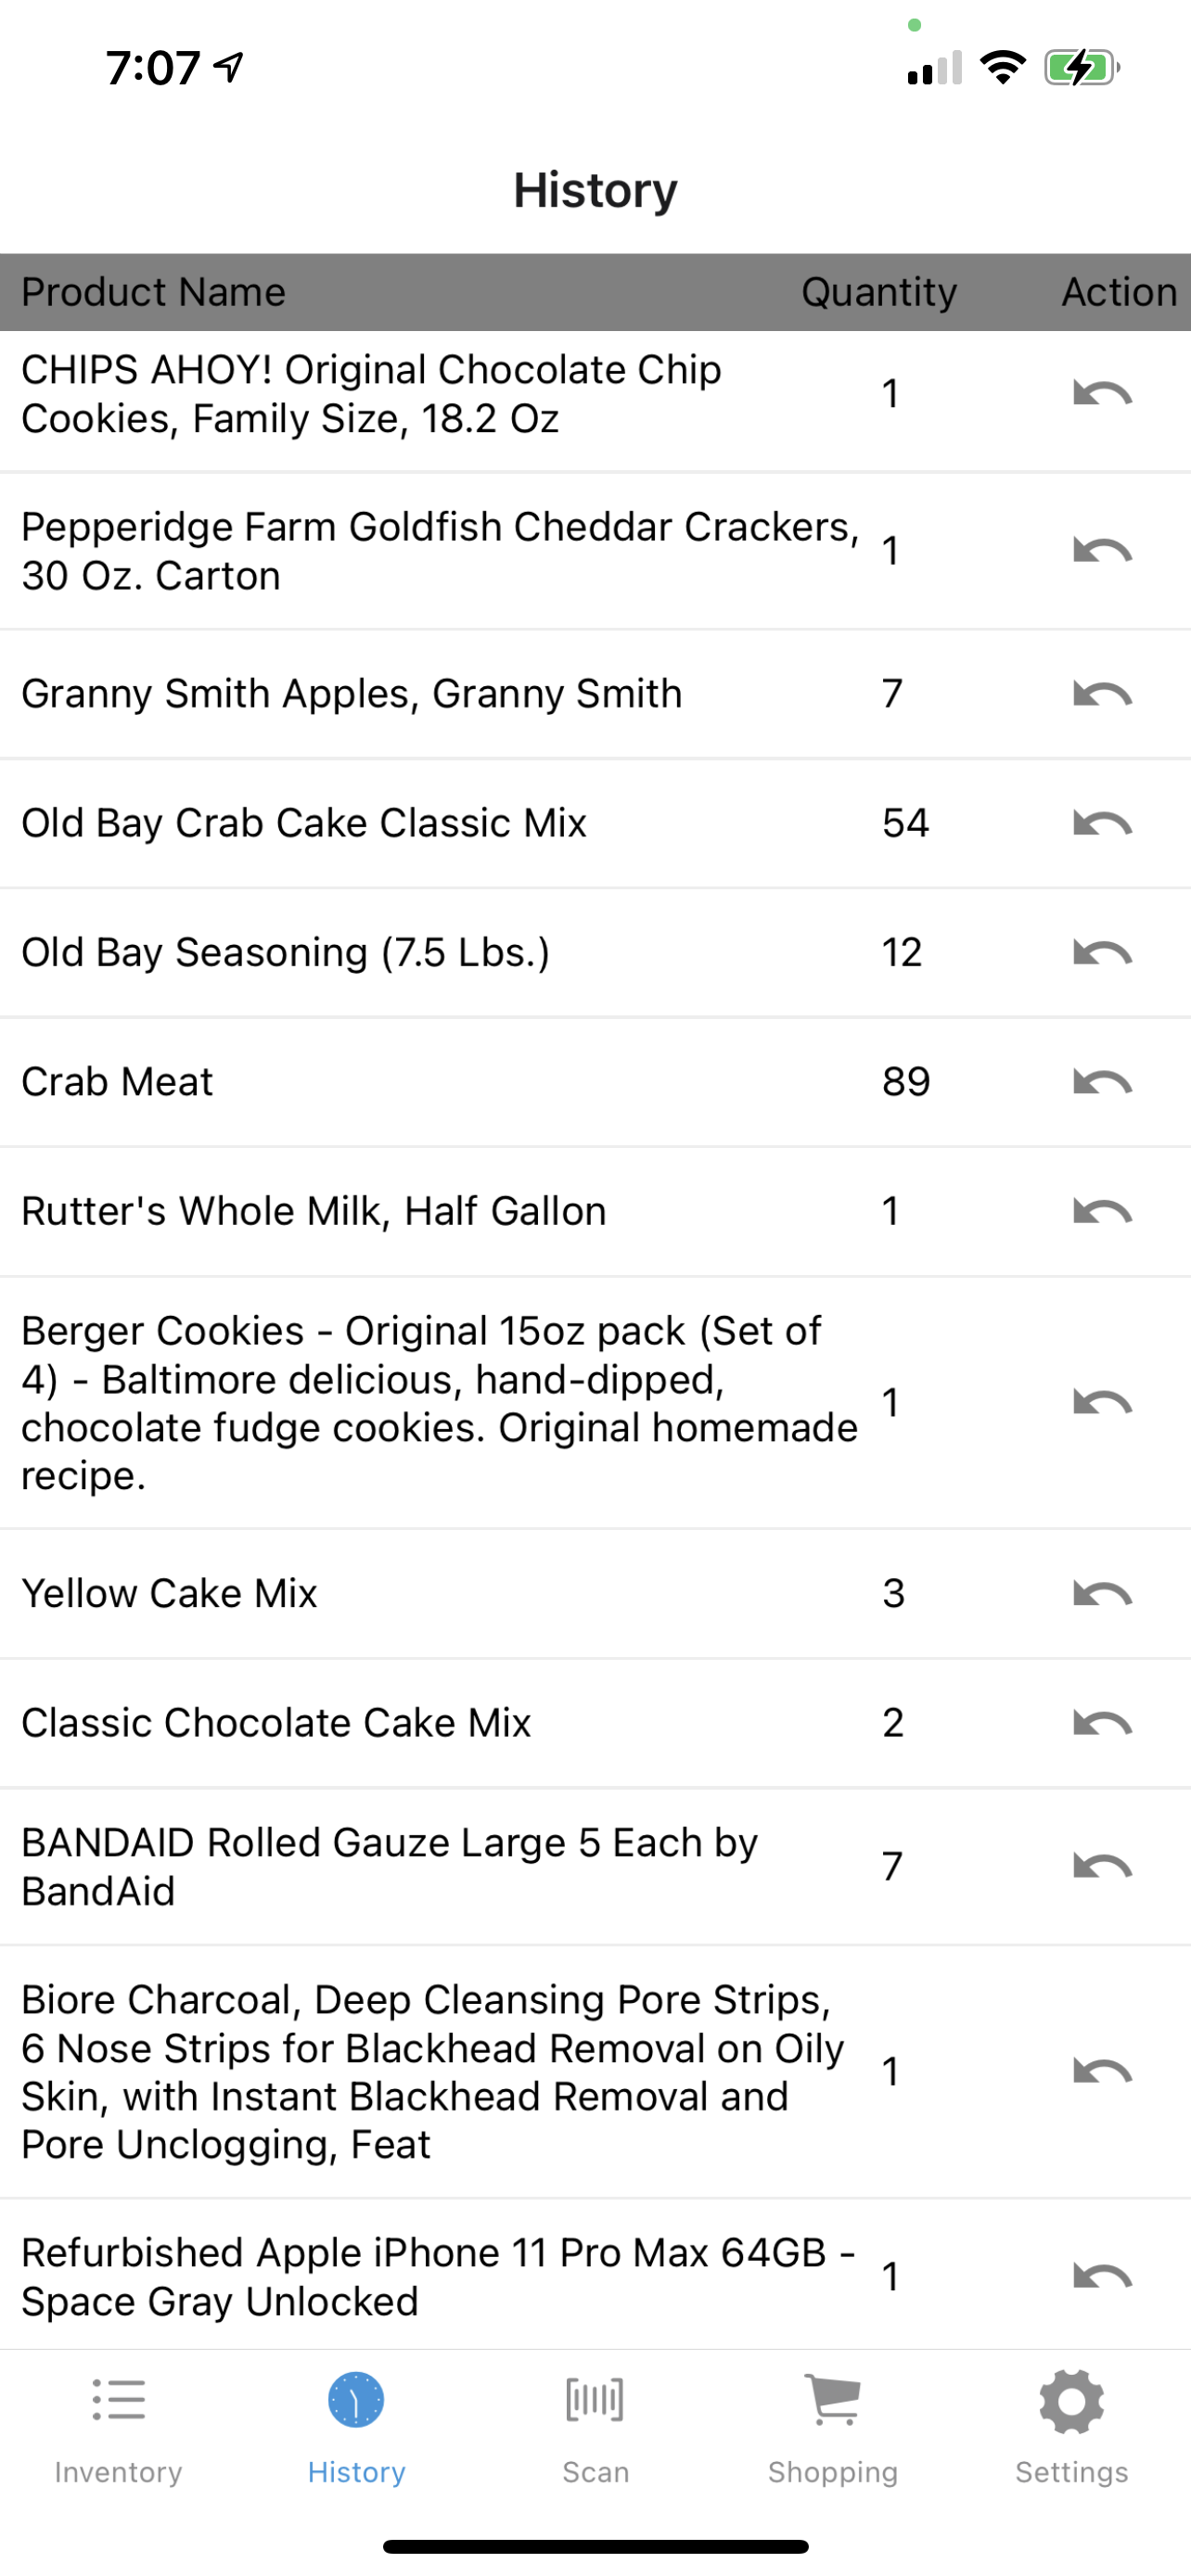 7:07
History
Product Name Quantity Action
CHIPS AHOY! Original Chocolate Chip
Cookies, Family Size, 18.2 Oz
1
Pepperidge Farm Goldfish Cheddar Crackers,
30 Oz. Carton
1
Granny Smith Apples, Granny Smith 7
Old Bay Crab Cake Classic Mix 54
Old Bay Seasoning (7.5 Lbs.) 12
Crab Meat 89
Rutter's Whole Milk, Half Gallon 1
Berger Cookies - Original 15oz pack (Set of
4) - Baltimore delicious, hand-dipped,
chocolate fudge cookies. Original homemade
recipe.
1
Yellow Cake Mix 3
Classic Chocolate Cake Mix 2
BANDAID Rolled Gauze Large 5 Each by
BandAid
7
Biore Charcoal, Deep Cleansing Pore Strips,
6 Nose Strips for Blackhead Removal on Oily
Skin, with Instant Blackhead Removal and
Pore Unclogging, Feat
1
Refurbished Apple iPhone 11 Pro Max 64GB -
Space Gray Unlocked
1
Inventory History Scan Shopping Settings